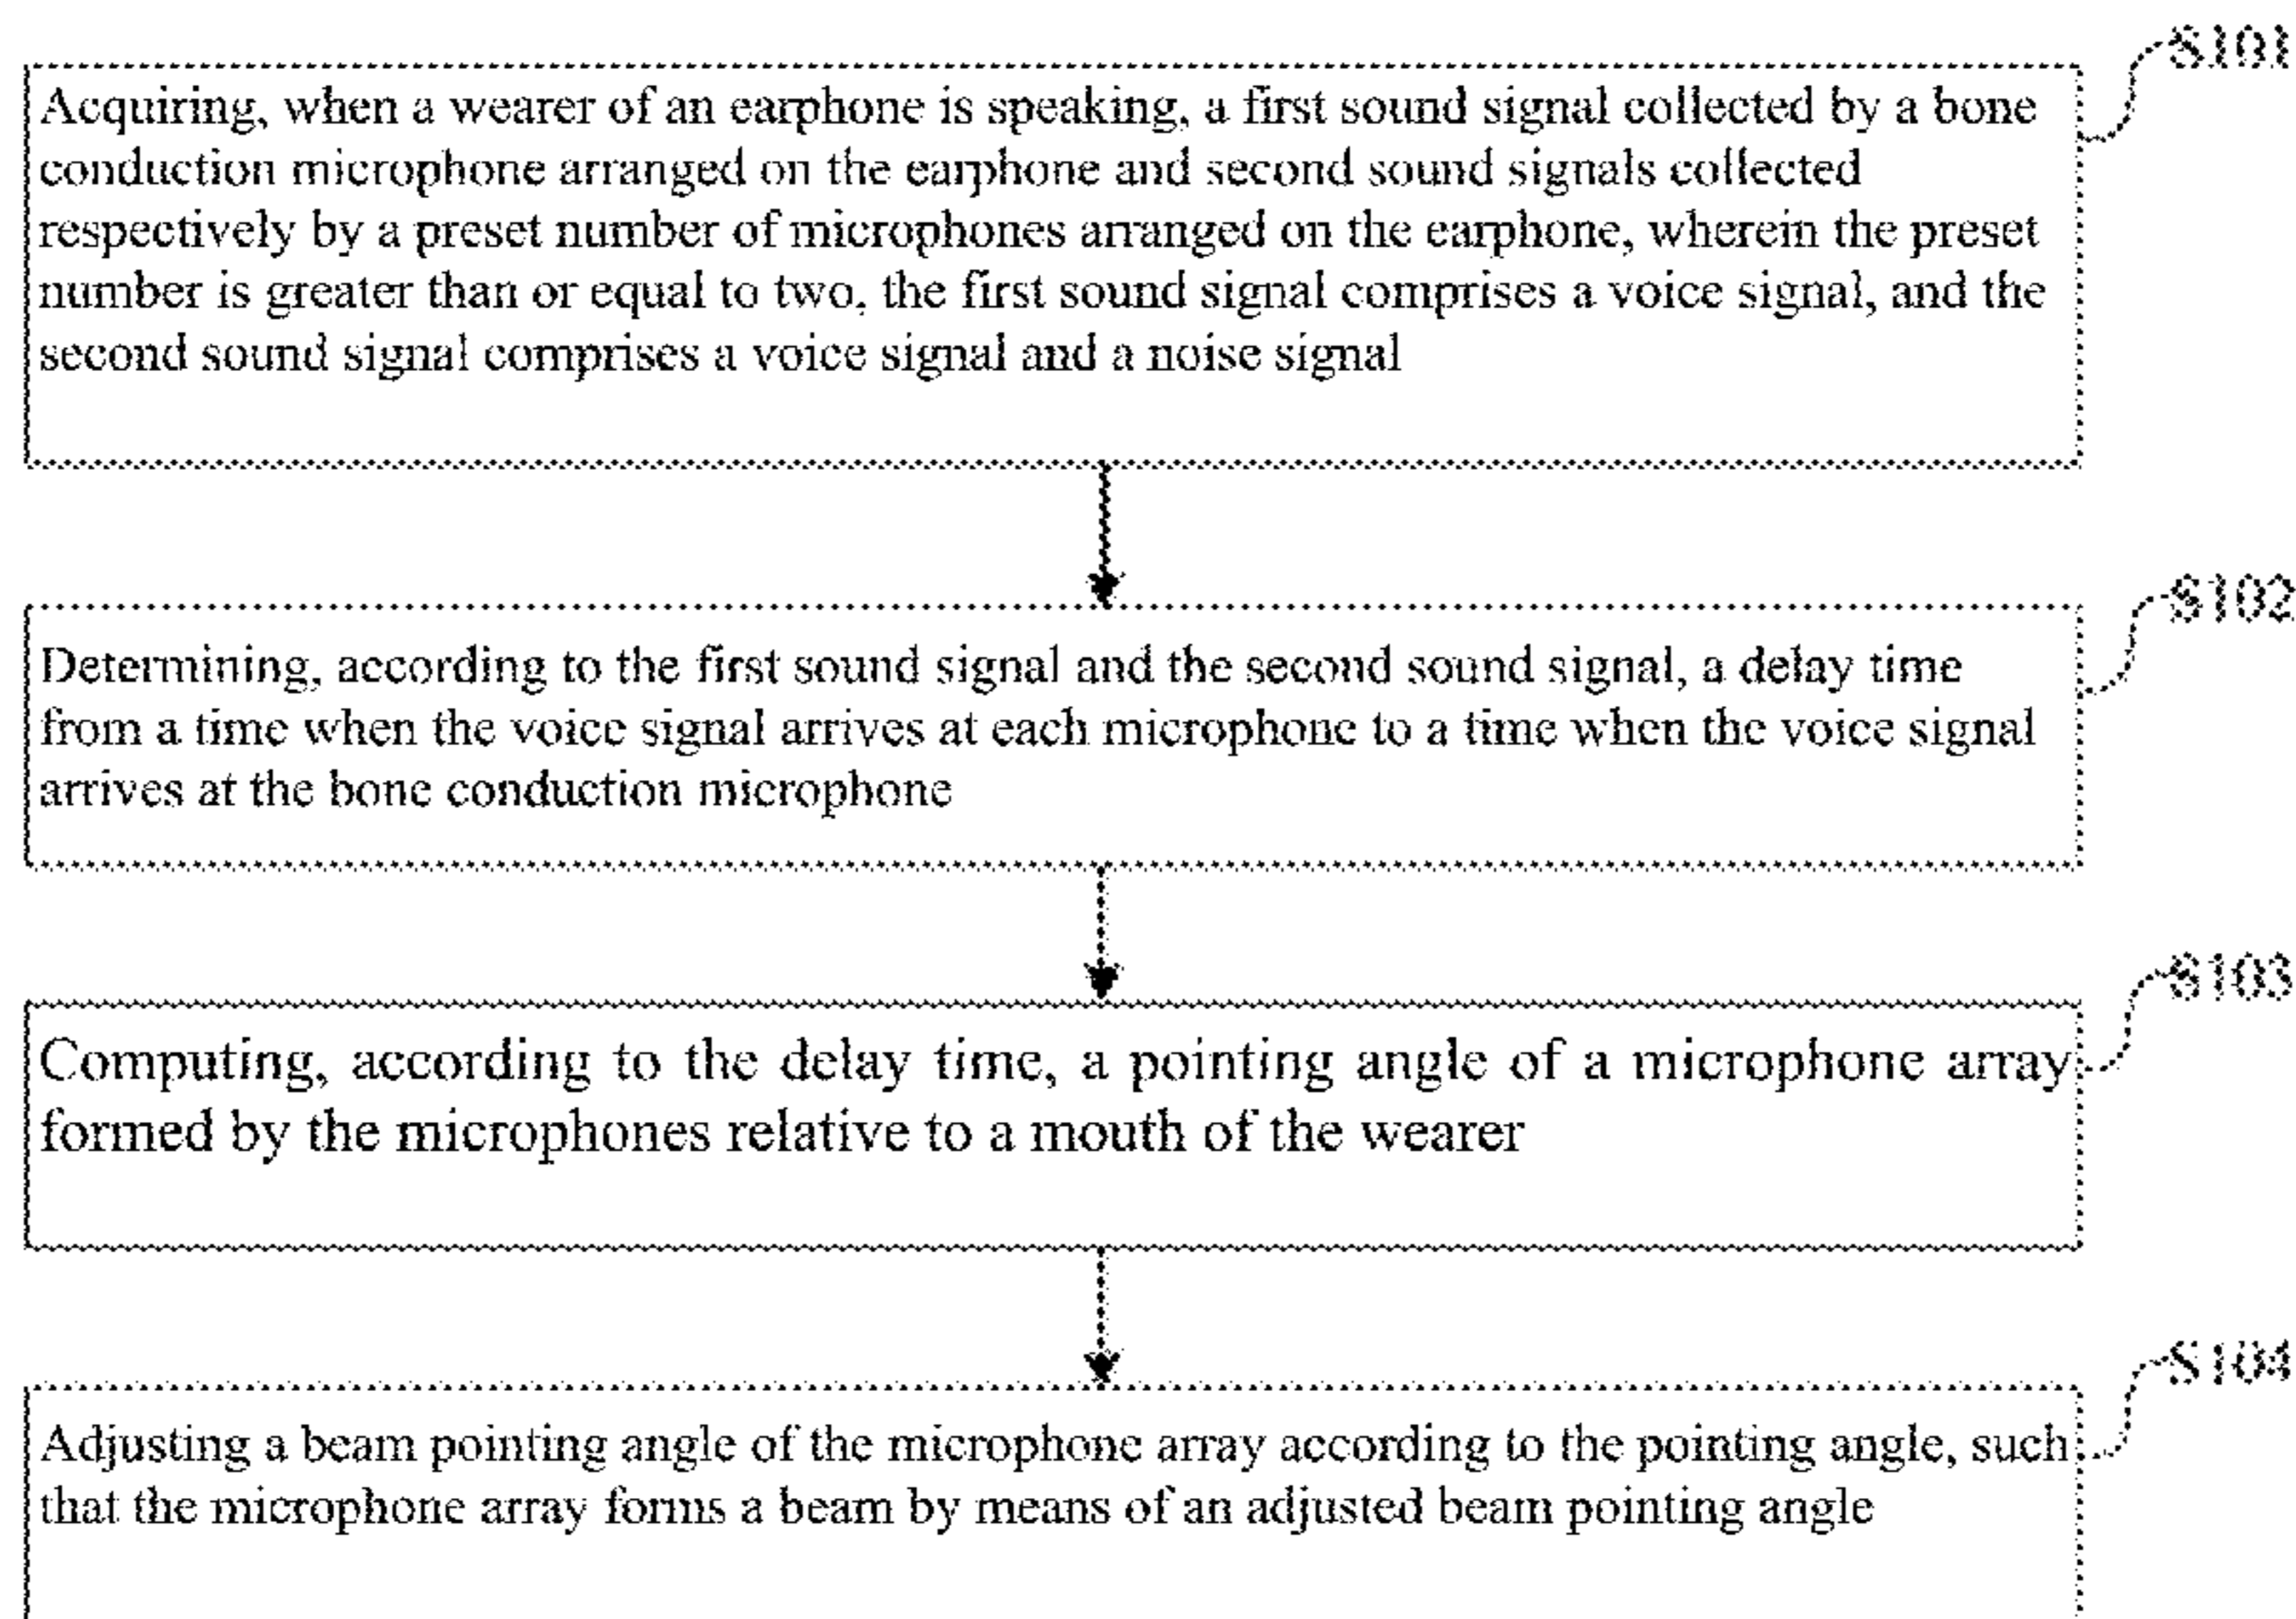 S101
Acquiring, when a wearer of an earphone is speaking, a first sound signal collected by a bone
conduction microphone arranged on the earphone and second sound signals collected
respectively by a preset number of microphones arranged on the earphone, wherein the preset
number is greater than or equal to two, the first sound signal comprises a voice signal, and the
second sound signal comprises a voice signal and a noise signal
S102
Determining, according to the first sound signal and the second sound signal, a delay time
from a time when the voice signal arrives at each microphone to a time when the voice signal
arrives at the bone conduction microphone
S103
Computing, according to the delay time, a pointing angle of a microphone array
formed by the microphones relative to a mouth of the wearer
S104
Adjusting a beam pointing angle of the microphone array according to the pointing angle, such
that the microphone array forms a beam by means of an adjusted beam pointing angle